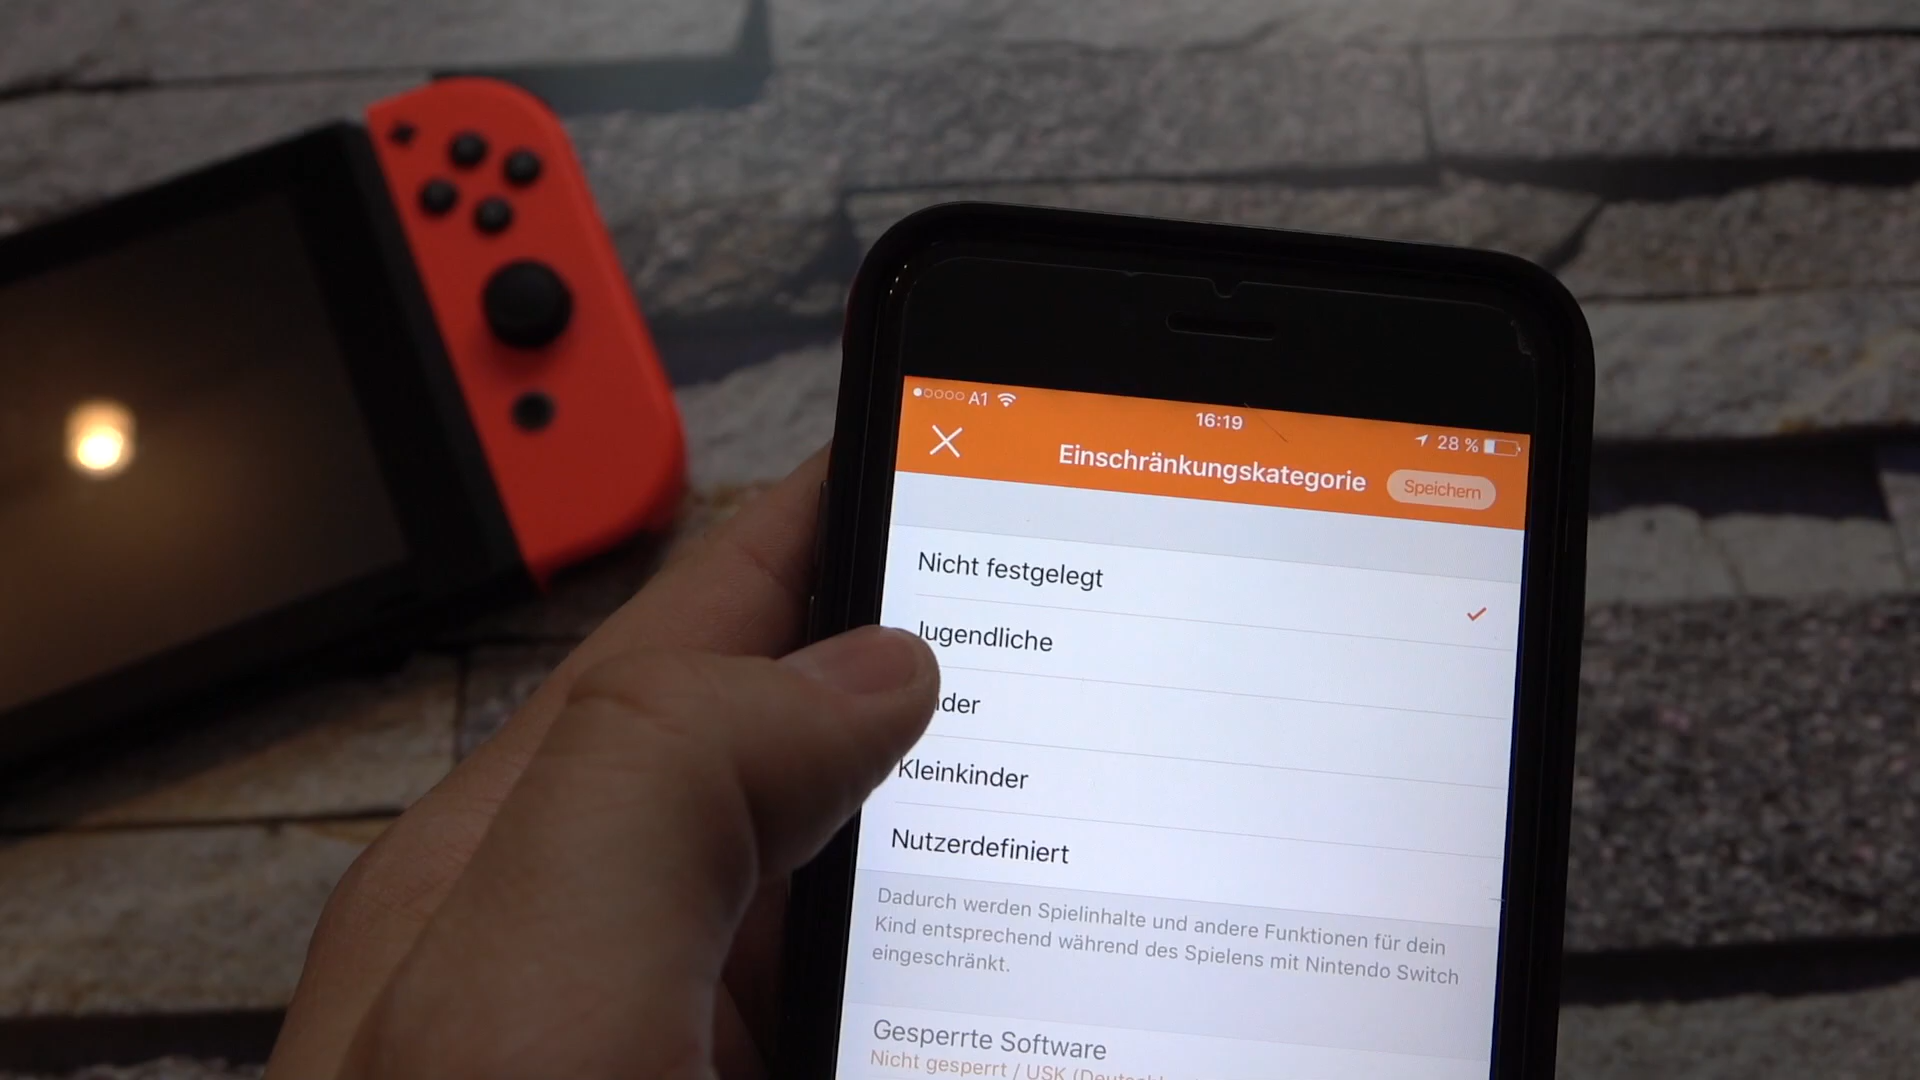 A1
16:19
28 %
Einschränkungskategorie
Speichern
Nicht festgelegt
Jugendliche
Kleinkinder
Nutzerdefiniert
Dadurch werden Spielinhalte und andere Funktionen für dein
Kind entsprechend während des Spielens mit Nintendo Switch
eingeschränkt.
Gesperrte Software
Nicht gesperrt / USK